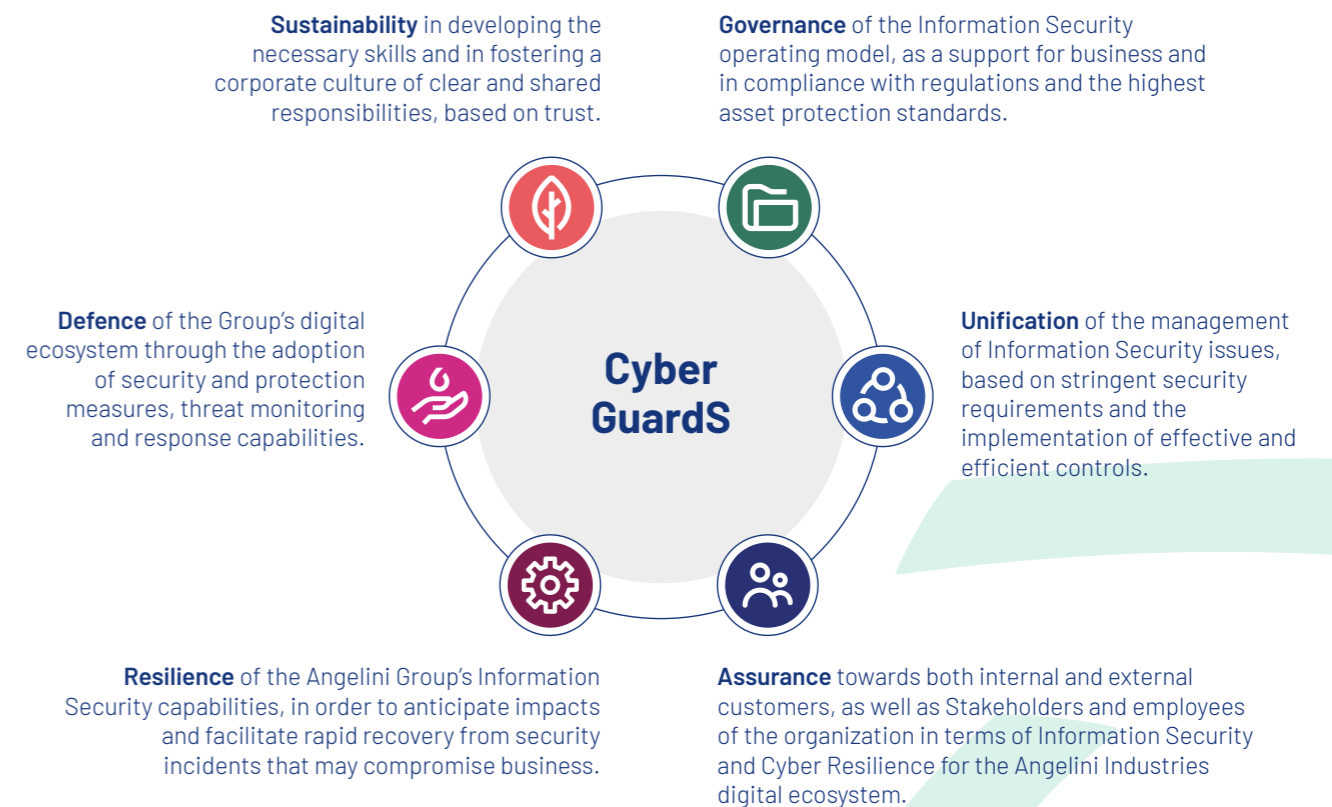 Sustainability in developing the
necessary skills and in fostering a
corporate culture of clear and shared
responsibilities, based on trust.
Governance of the Information Security
operating model, as a support for business and
in compliance with regulations and the highest
asset protection standards.
Defence of the Group's digital
ecosystem through the adoption
of security and protection
measures, threat monitoring
and response capabilities.
Cyber
GuardS
Unification of the management
of Information Security issues,
based on stringent security
requirements and the
implementation of effective and
efficient controls.
Resilience of the Angelini Group's Information
Security capabilities, in order to anticipate impacts
and facilitate rapid recovery from security
incidents that may compromise business.
Assurance towards both internal and external
customers, as well as Stakeholders and employees
of the organization in terms of Information Security
and Cyber Resilience for the Angelini Industries
digital ecosystem.